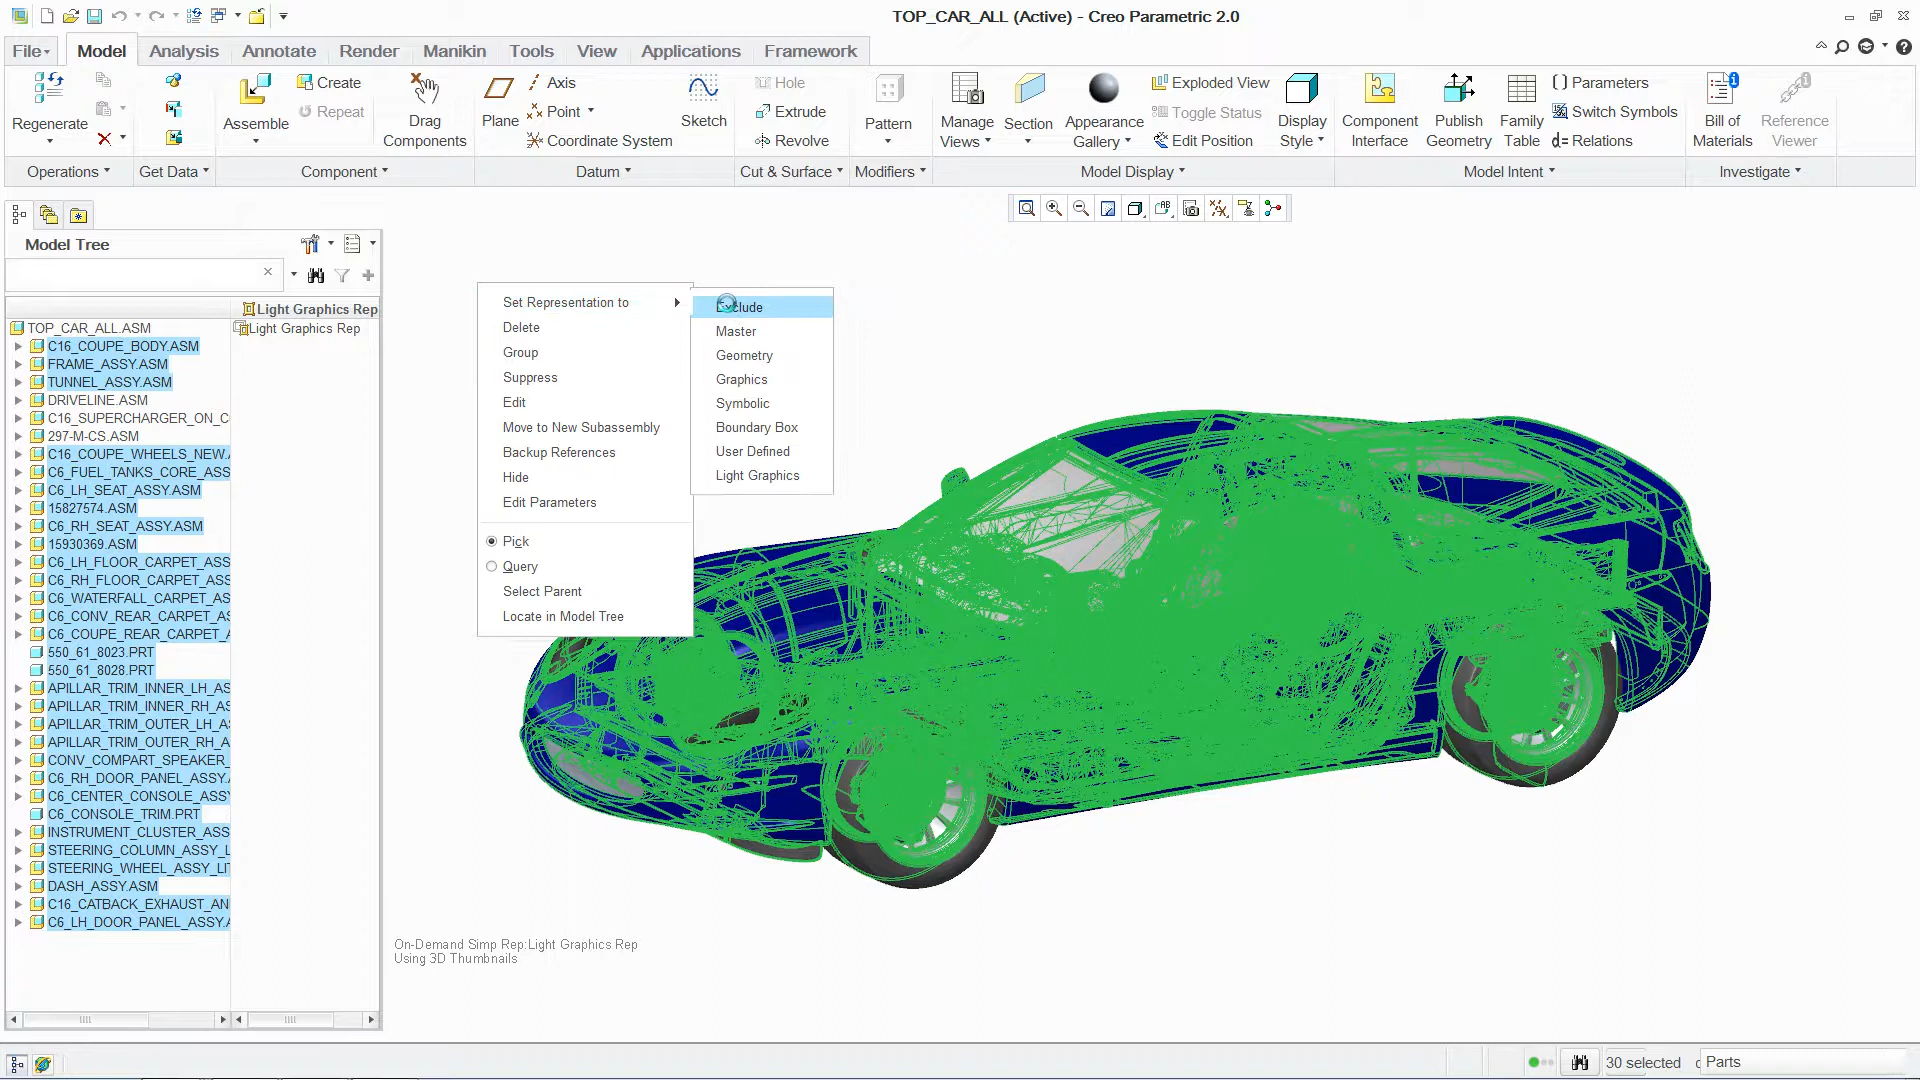 TOP_CAR_ALL (Active) - Creo Parametric 2.0
File Model Analysis Annotate Render Manikin Tools View Applications Framework
Regenerate
Assemble
Create
Repeat
Drag
Components
Plane
Axis
Point
Coordinate System
Sketch
Hole
Extrude
Revolve
Pattern
Manage
Views
Section
Appearance
Gallery
Exploded View
Toggle Status
Edit Position
Display
Style
Component
Interface
Publish
Geometry
Family
Table
Parameters
Switch Symbols
Relations
Bill of
Materials
Reference
Viewer
Operations Get Data Component Datum Cut & Surface Modifiers Model Display Model Intent Investigate
Model Tree
Light Graphics Rep
TOP_CAR_ALL.ASM Light Graphics Rep
C16_COUPE_BODY.ASM
FRAME_ASSY.ASM
TUNNEL_ASSY.ASM
DRIVELINE.ASM
C16_SUPERCHARGER_ON_C
297-M-CS.ASM
C16_COUPE_WHEELS_NEW.
C6_FUEL_TANKS_CORE_ASS
C6_LH_SEAT_ASSY.ASM
15827574.ASM
C6_RH_SEAT_ASSY.ASM
15930369.ASM
C6_LH_FLOOR_CARPET_ASS
C6_RH_FLOOR_CARPET_ASS
C6_WATERFALL_CARPET_AS
C6_CONV_REAR_CARPET_AS
C6_COUPE_REAR_CARPET_A
550_61_8023.PRT
550_61_8028.PRT
APILLAR_TRIM_INNER_LH_AS
APILLAR_TRIM_INNER_RH_AS
APILLAR_TRIM_OUTER_LH_A
APILLAR_TRIM_OUTER_RH_A
CONV_COMPART_SPEAKER_
C6_RH_DOOR_PANEL_ASSY.
C6_CENTER_CONSOLE_ASSY
C6_CONSOLE_TRIM.PRT
INSTRUMENT_CLUSTER_ASS
STEERING_COLUMN_ASSY_L
STEERING_WHEEL_ASSY_LI
DASH_ASSY.ASM
C16_CATBACK_EXHAUST_AN
C6_LH_DOOR_PANEL_ASSY.
Set Representation to
Delete
Group
Suppress
Edit
Move to New Subassembly
Backup References
Hide
Edit Parameters
Pick
Query
Select Parent
Locate in Model Tree
Exclude
Master
Geometry
Graphics
Symbolic
Boundary Box
User Defined
Light Graphics
On-Demand Simp Rep:Light Graphics Rep
Using 3D Thumbnails
30 selected
Parts